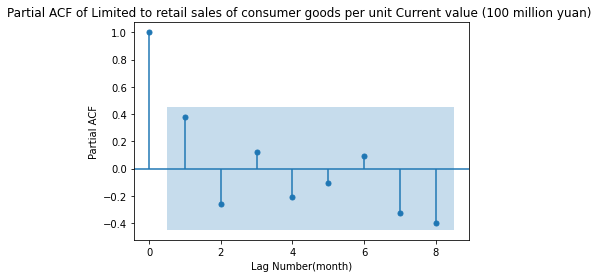 Partial ACF of Limited to retail sales of consumer goods per unit Current value (100 million yuan)
1.0
0.8
0.6
0.4
0.2
0.0
−0.2
−0.4
Partial ACF
0 2 4 6 8
Lag Number(month)